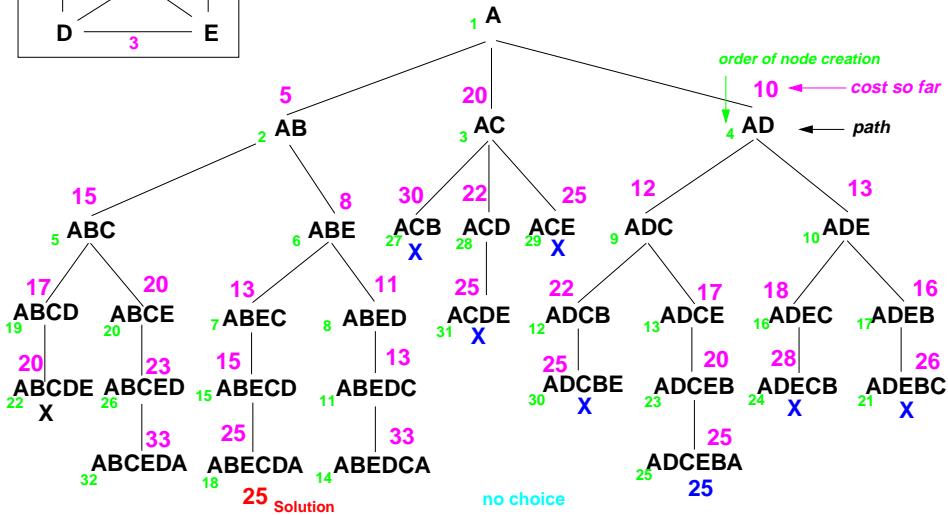 D E
3
1 A
order of node creation
5 20 10 cost so far
2 AB 3 AC 4 AD path
15 8 30 22 25 12 13
5 ABC 6 ABE ACB ACD ACE 9 ADC 10 ADE
27 28 29
X X
17 20 13 11 25 22 17 18 16
19 ABCD 20 ABCE 7 ABEC 8 ABED 31 ACDE 12 ADCB 13 ADCE 16 ADEC 17 ADEB
X
20 23 15 13 25 20 28 26
22 ABCDE 26 ABCED 15 ABECD 11 ABEDC 30 ADCBE 23 ADCEB 24 ADECB 21 ADEBC
X X X X
33 25 33 25
32 ABCEDA 18 ABECDA 14 ABEDCA 25 ADCEBA
25 Solution no choice 25